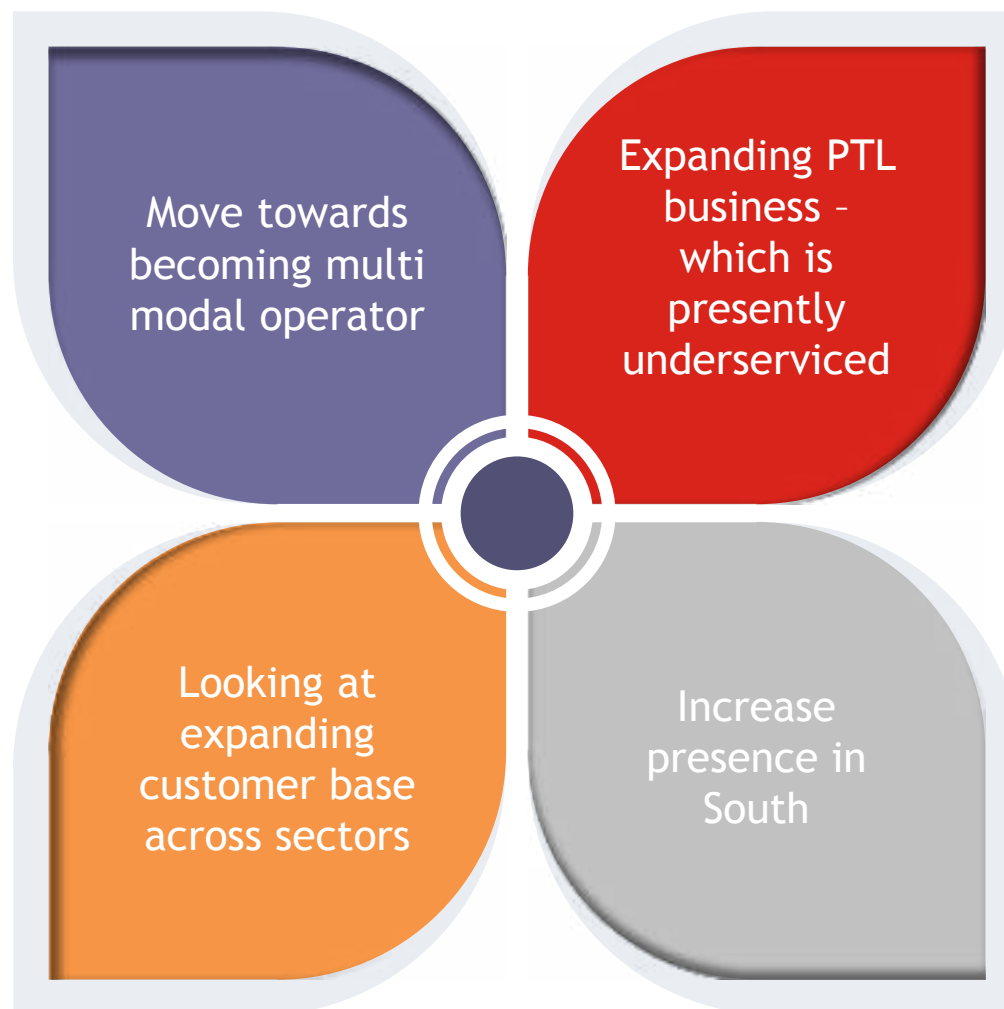 Move towards
becoming multi
modal operator
Expanding PTL
business –
which is
presently
underserviced
Looking at
expanding
customer base
across sectors
Increase
presence in
South